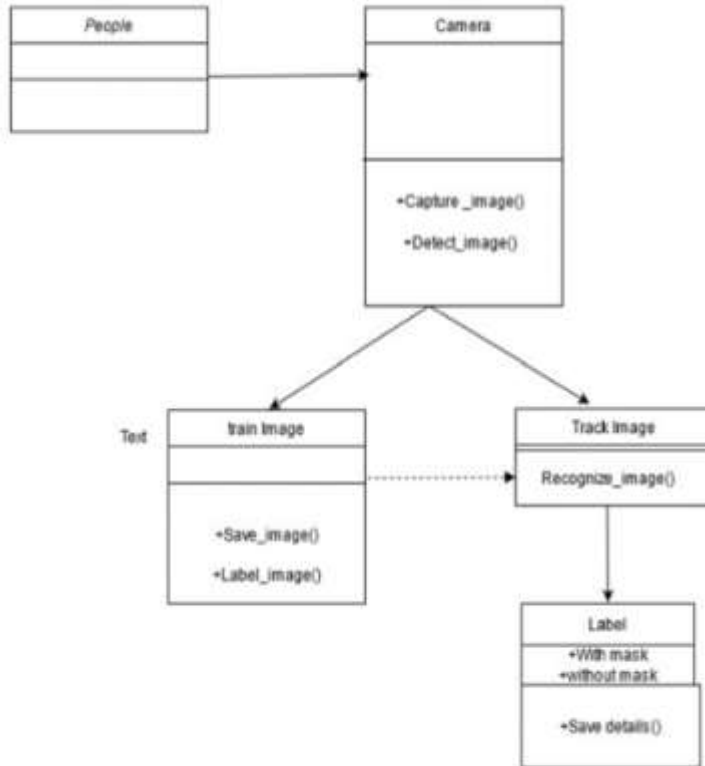 People
Camera
+Capture _image()
+Detect_image()
Text
train Image
+Save_image()
+Label_image()
Track Image
Recognize_image()
Label
+With mask
+without mask
+Save details()